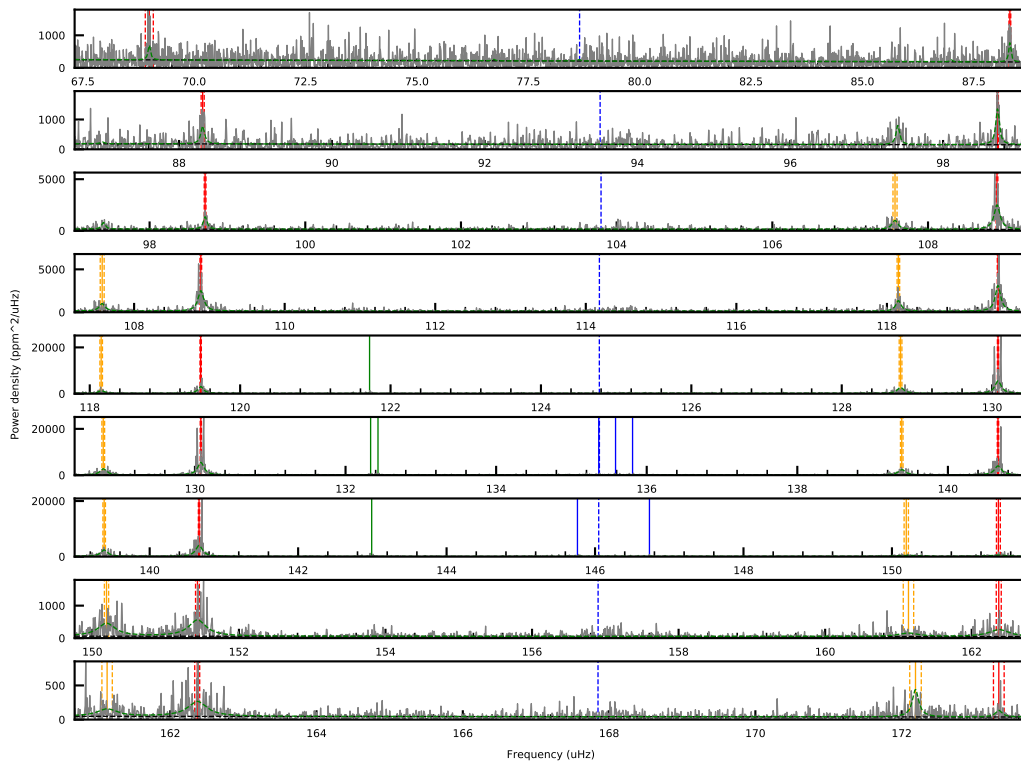 1000
0
67.5 70.0 72.5 75.0 77.5 80.0 82.5 85.0 87.5
1000
0
88 90 92 94 96 98
5000
0
98 100 102 104 106 108
5000
0
108 110 112 114 116 118
20000
0
118 120 122 124 126 128 130
20000
0
130 132 134 136 138 140
20000
0
140 142 144 146 148 150
1000
0
150 152 154 156 158 160 162
500
0
162 164 166 168 170 172
Power density (ppm^2/uHz)
Frequency (uHz)